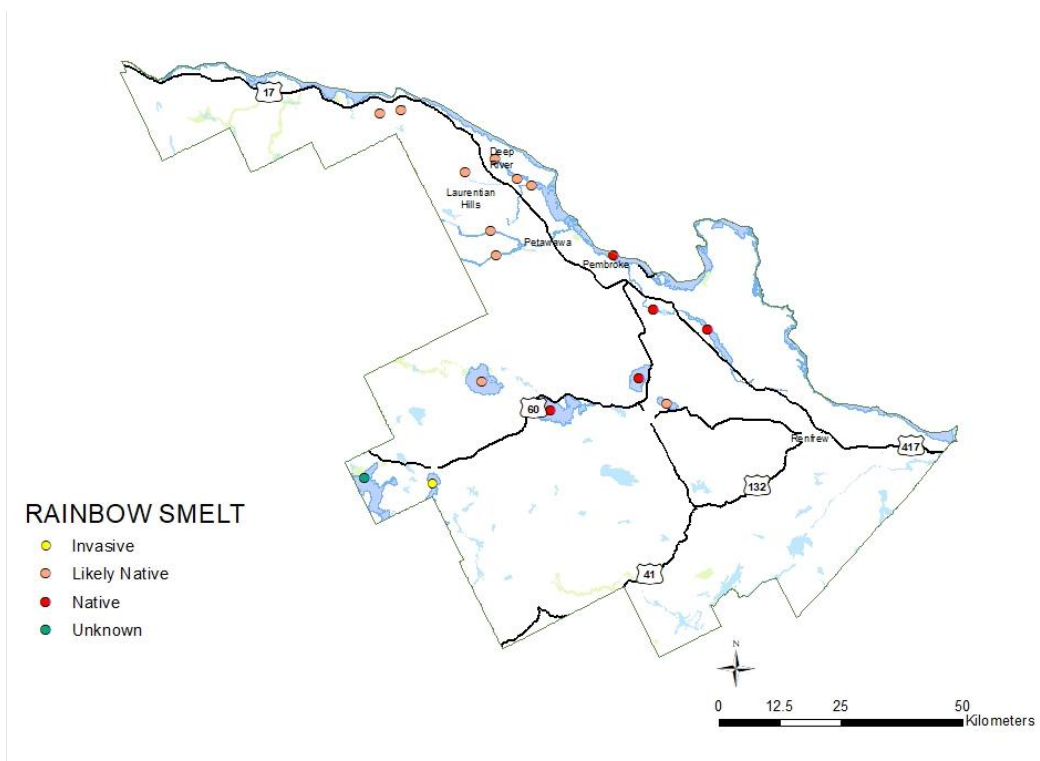 17
Deep
River
Laurentian
Hills
Petawawa
Pembroke
60
Renfrew
417
132
41
RAINBOW SMELT
Invasive
Likely Native
Native
Unknown
N
0 12.5 25 50
Kilometers